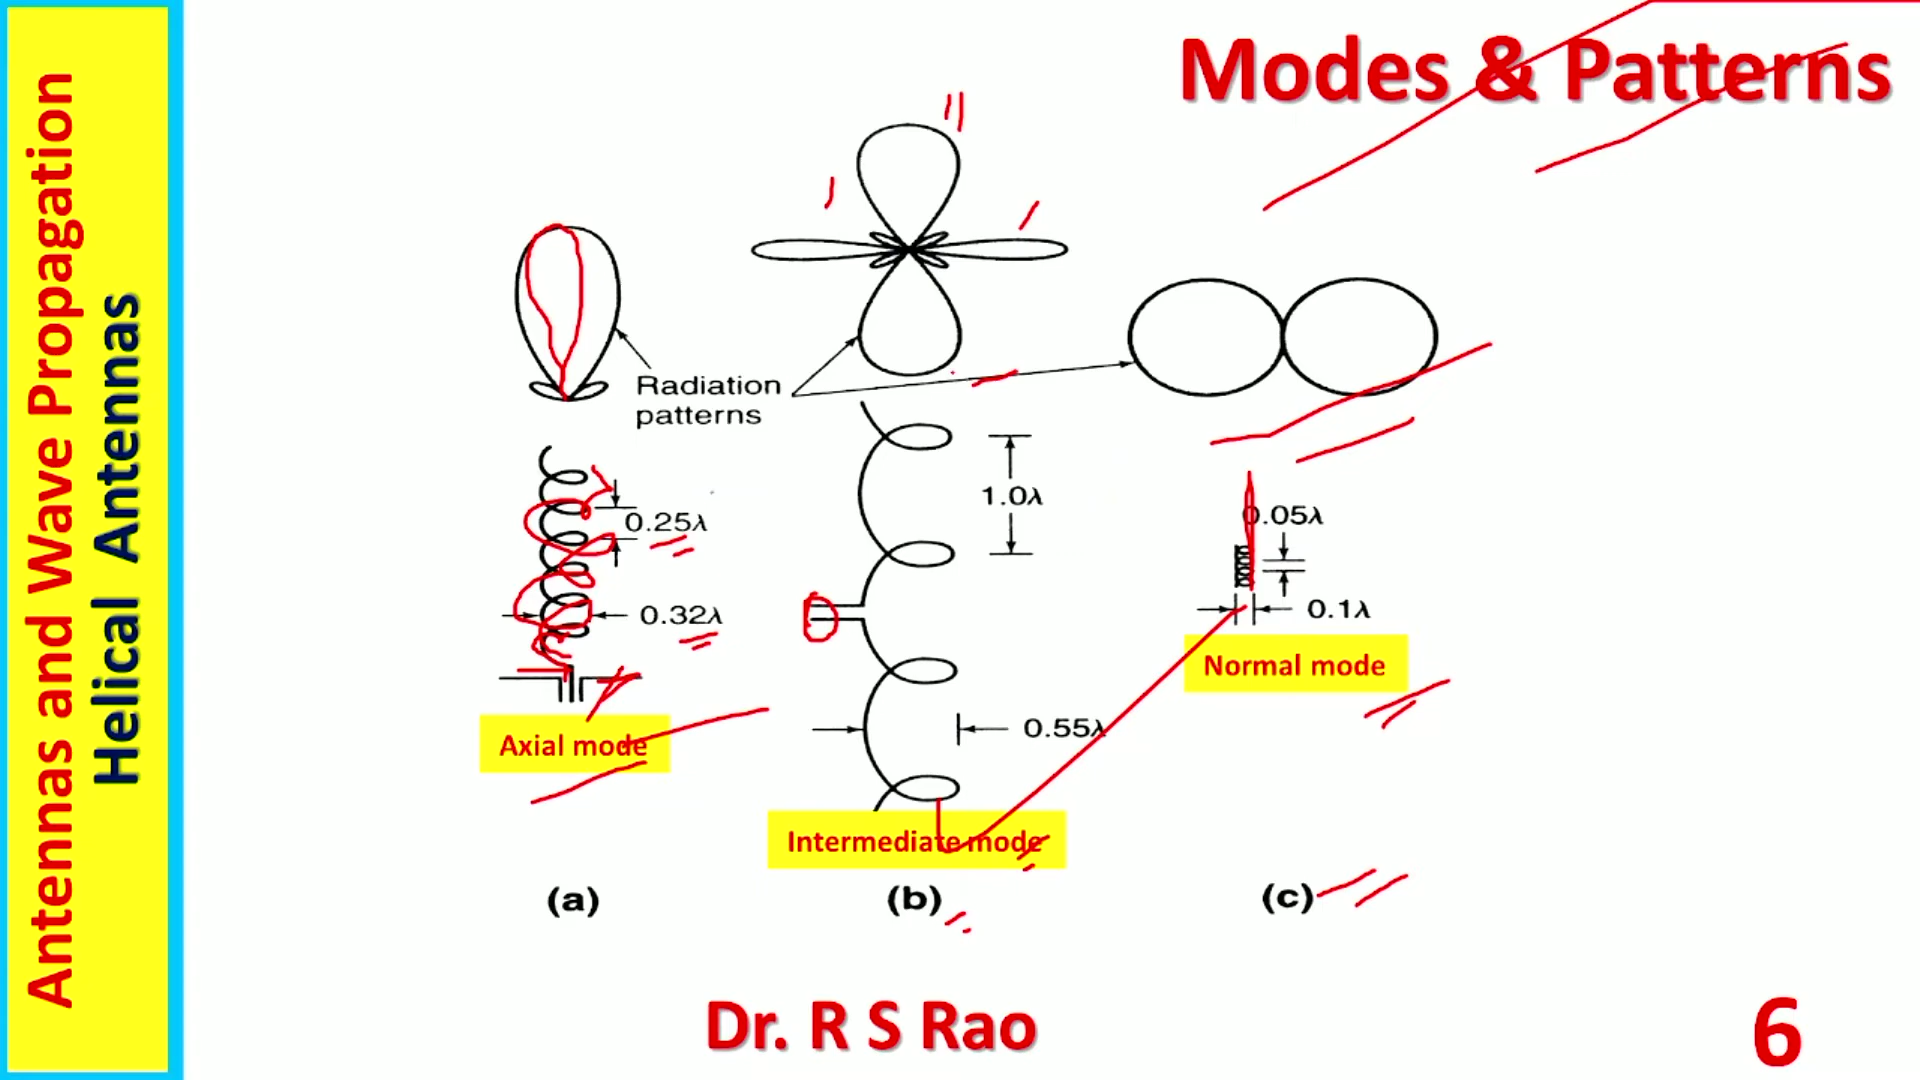 Antennas and Wave Propagation
Helical Antennas
Modes & Patterns
Radiation
patterns
0.25λ
0.32λ
Axial mode
(a)
1.0λ
0.55λ
Intermediate mode
(b)
0.05λ
0.1λ
Normal mode
(c)
Dr. R S Rao
6